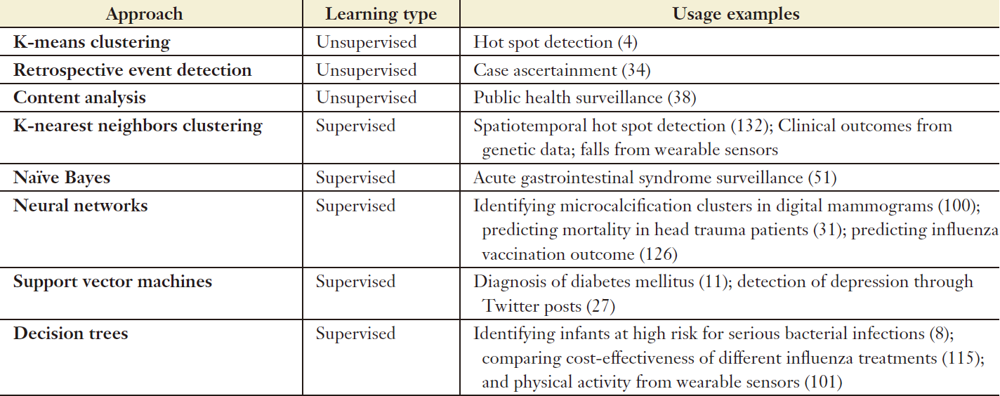 Approach Learning type Usage examples
K-means clustering Unsupervised Hot spot detection (4)
Retrospective event detection Unsupervised Case ascertainment (34)
Content analysis Unsupervised Public health surveillance (38)
K-nearest neighbors clustering Supervised Spatiotemporal hot spot detection (132); Clinical outcomes from
genetic data; falls from wearable sensors
Naïve Bayes Supervised Acute gastrointestinal syndrome surveillance (51)
Neural networks Supervised Identifying microcalcification clusters in digital mammograms (100);
predicting mortality in head trauma patients (31); predicting influenza
vaccination outcome (126)
Support vector machines Supervised Diagnosis of diabetes mellitus (11); detection of depression through
Twitter posts (27)
Decision trees Supervised Identifying infants at high risk for serious bacterial infections (8);
comparing cost-effectiveness of different influenza treatments (115);
and physical activity from wearable sensors (101)